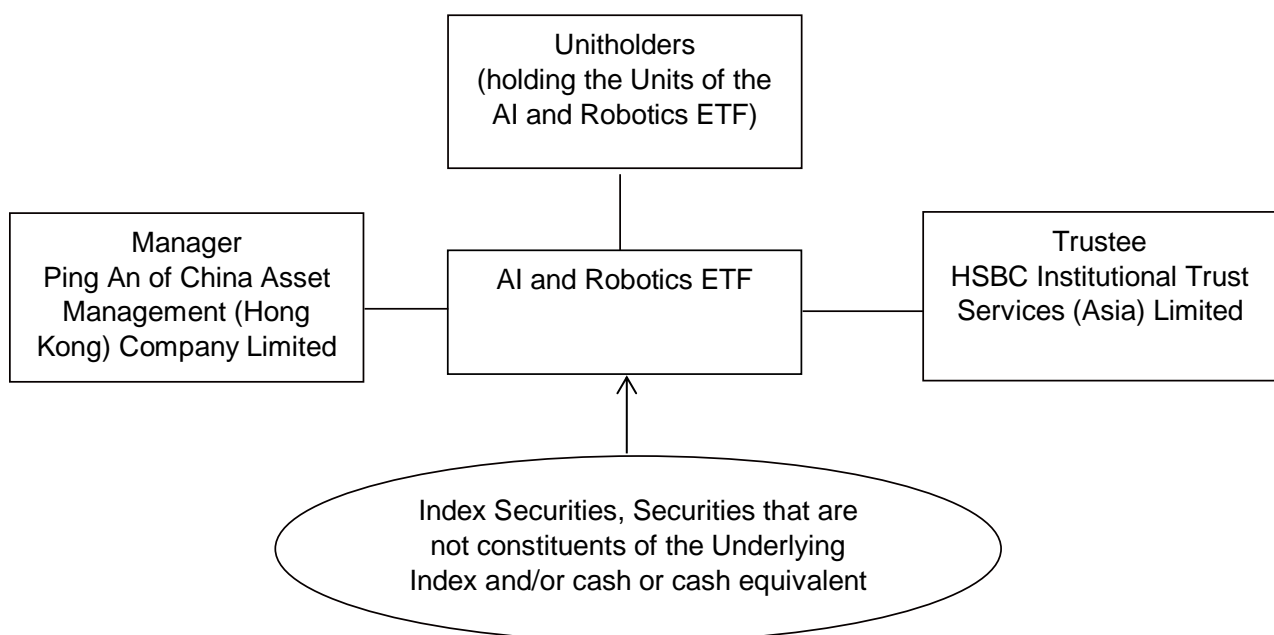 Unitholders
(holding the Units of the
AI and Robotics ETF)
Manager
Ping An of China Asset
Management (Hong
Kong) Company Limited
AI and Robotics ETF
Trustee
HSBC Institutional Trust
Services (Asia) Limited
Index Securities, Securities that are
not constituents of the Underlying
Index and/or cash or cash equivalent